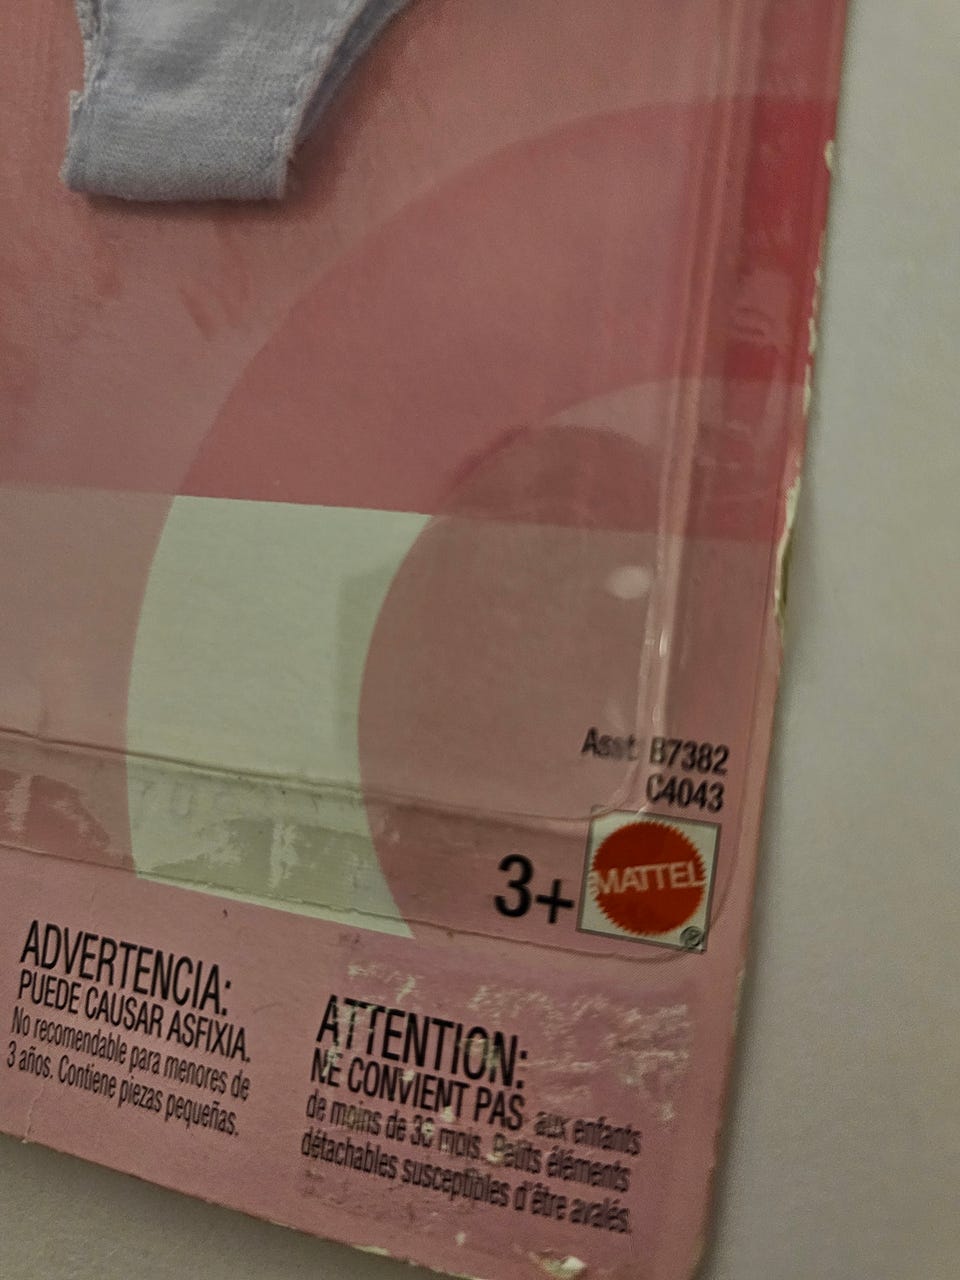 Asst. B7382
C4043
3+
MATTEL
®
ADVERTENCIA:
PUEDE CAUSAR ASFIXIA.
No recomendable para menores de
3 años. Contiene piezas pequeñas.
ATTENTION:
NE CONVIENT PAS aux enfants
de moins de 36 mois. Petits éléments
détachables susceptibles d'être avalés.